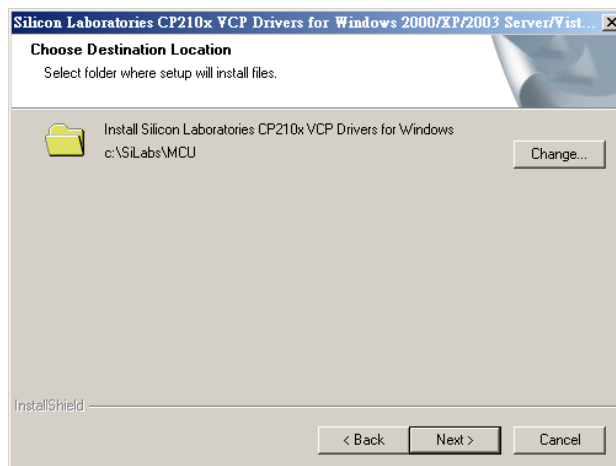 Silicon Laboratories CP210x VCP Drivers for Windows 2000/XP/2003 Server/Vist...
Choose Destination Location
Select folder where setup will install files.
Install Silicon Laboratories CP210x VCP Drivers for Windows
c:\SiLabs\MCU
Change...
InstallShield
< Back
Next >
Cancel